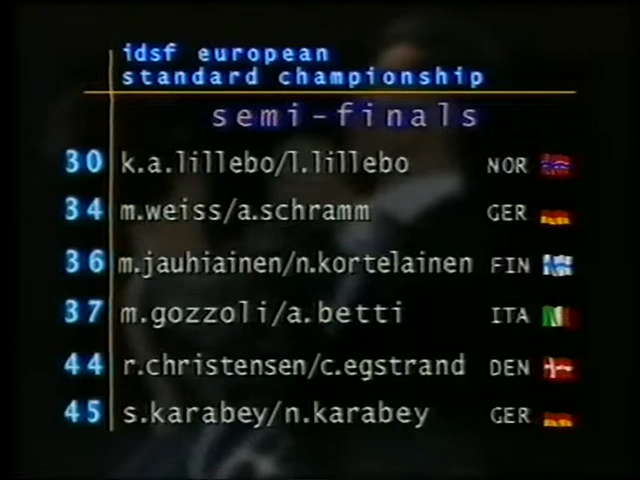 idsf european
standard championship
semi-finals
30 k.a.lillebo/l.lillebo NOR
34 m.weiss/a.schramm GER
36 m.jauhiainen/n.kortelainen FIN
37 m.gozzoli/a.betti ITA
44 r.christensen/c.egstrand DEN
45 s.karabey/n.karabey GER